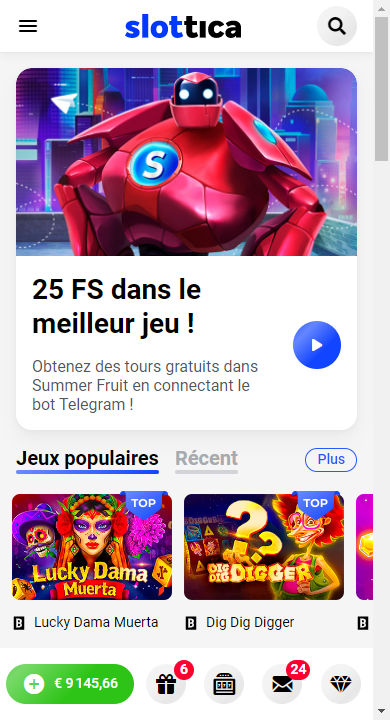 slottica
S
25 FS dans le
meilleur jeu !
Obtenez des tours gratuits dans
Summer Fruit en connectant le
bot Telegram !
Jeux populaires
Récent
Plus
TOP
LUCKY DAMA
MUERTA
TOP
DIG DIG
DIGGER
B Lucky Dama Muerta
B Dig Dig Digger
B
€ 9 145,66
6
24